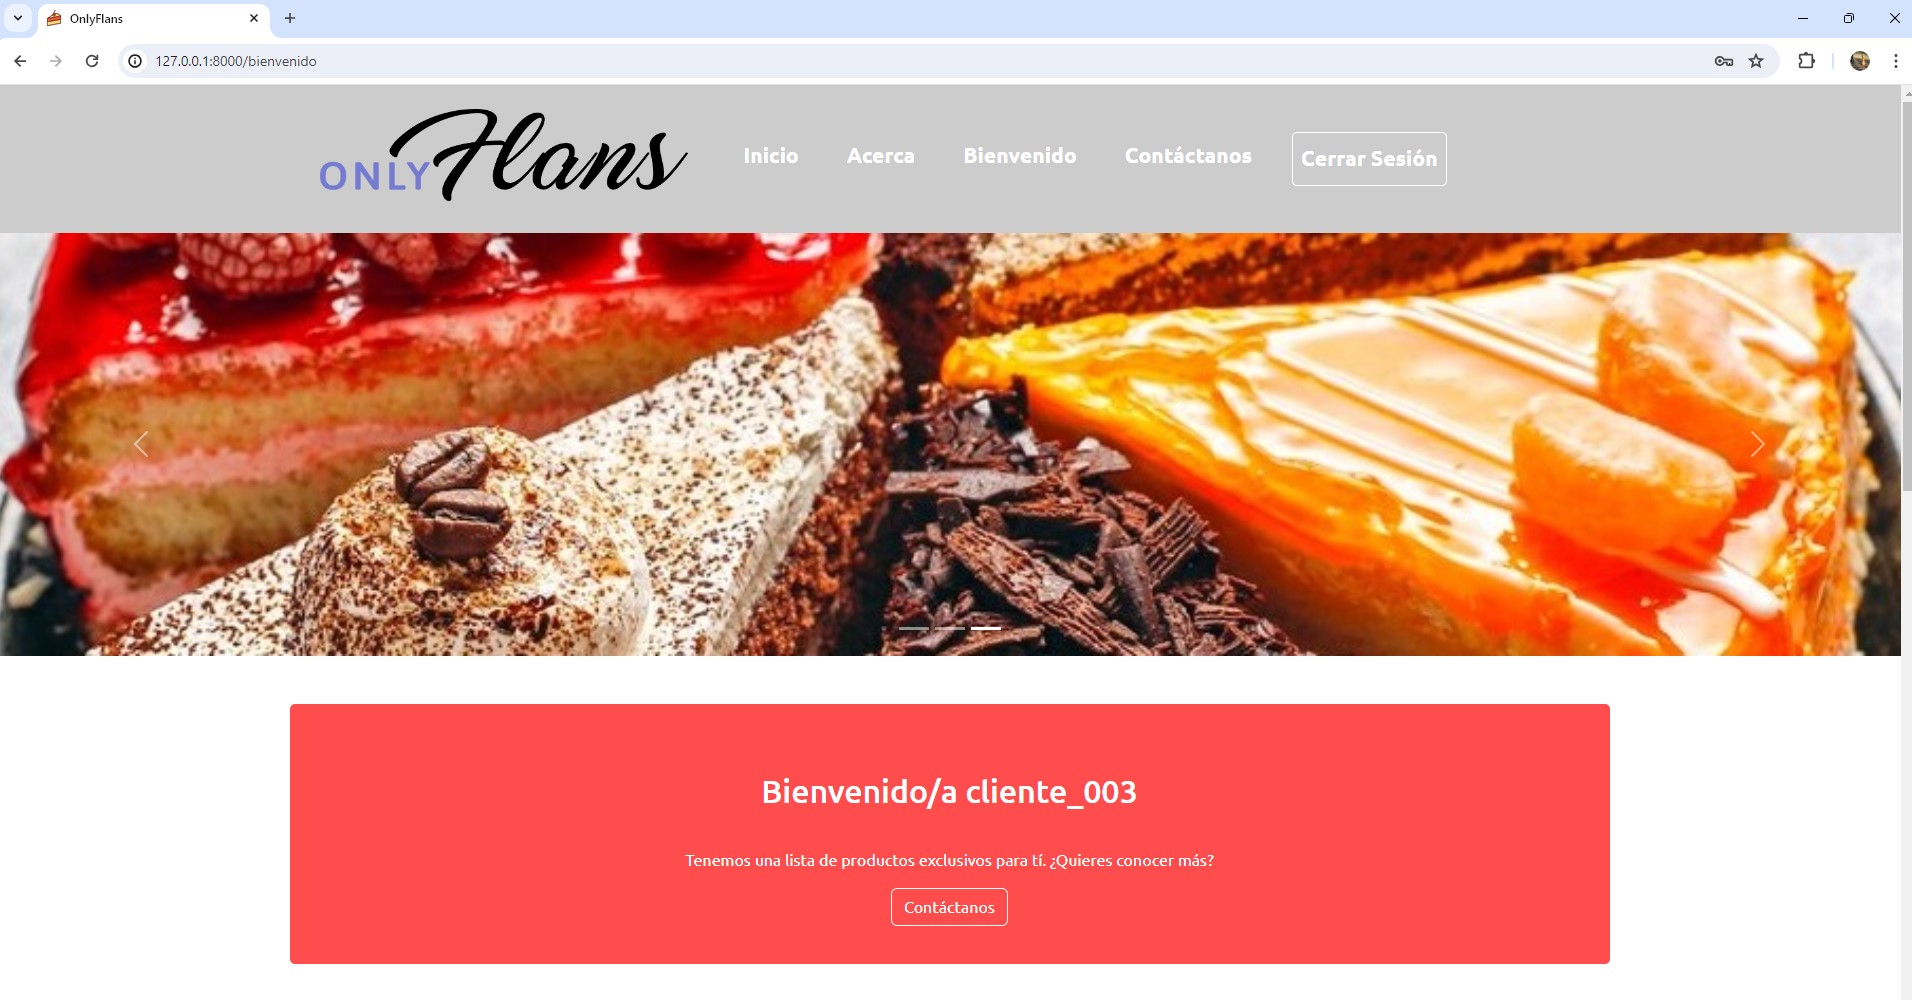 OnlyFlans
127.0.0.1:8000/bienvenido
ONLY Flans
Inicio Acerca Bienvenido Contáctanos Cerrar Sesión
Bienvenido/a cliente_003
Tenemos una lista de productos exclusivos para tí. ¿Quieres conocer más?
Contáctanos